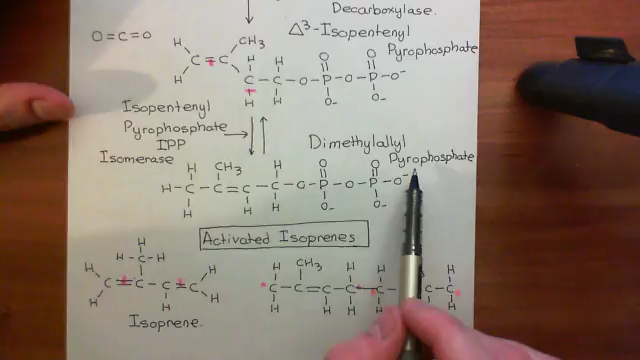 Decarboxylase.
O=C=O
Δ³-Isopentenyl
Pyrophosphate
H
H
C=C
CH₃
H H O O
C-C-O-P-O-P-O⁻
H H O- O-
Isopentenyl
Pyrophosphate
IPP
Isomerase
Dimethylallyl
Pyrophosphate
H CH₃ H O O
H-C-C=C-C-O-P-O-P-O⁻
H H H O- O-
Activated Isoprenes
H
H-C-H
H H
C=C-C=C
H H H
Isoprene.
CH₃ H H H
H-C-C=C-C-C C-C-H
H H H H H